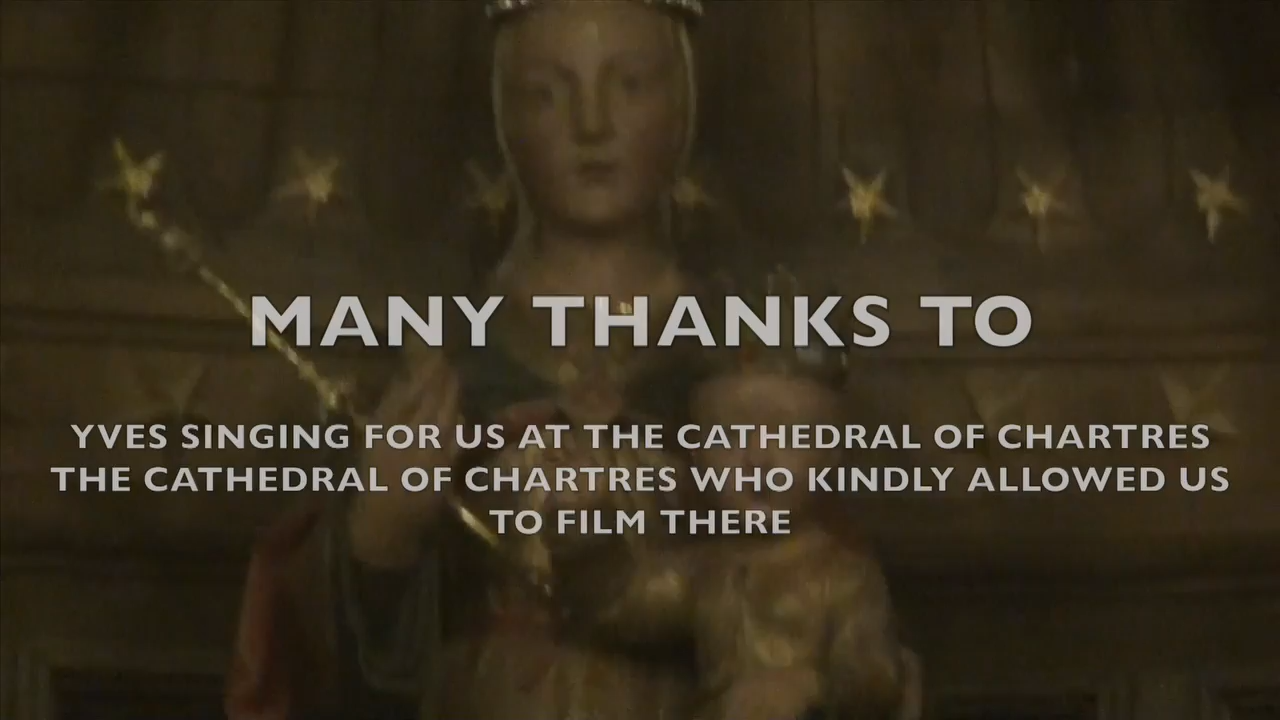 MANY THANKS TO
YVES SINGING FOR US AT THE CATHEDRAL OF CHARTRES
THE CATHEDRAL OF CHARTRES WHO KINDLY ALLOWED US
TO FILM THERE